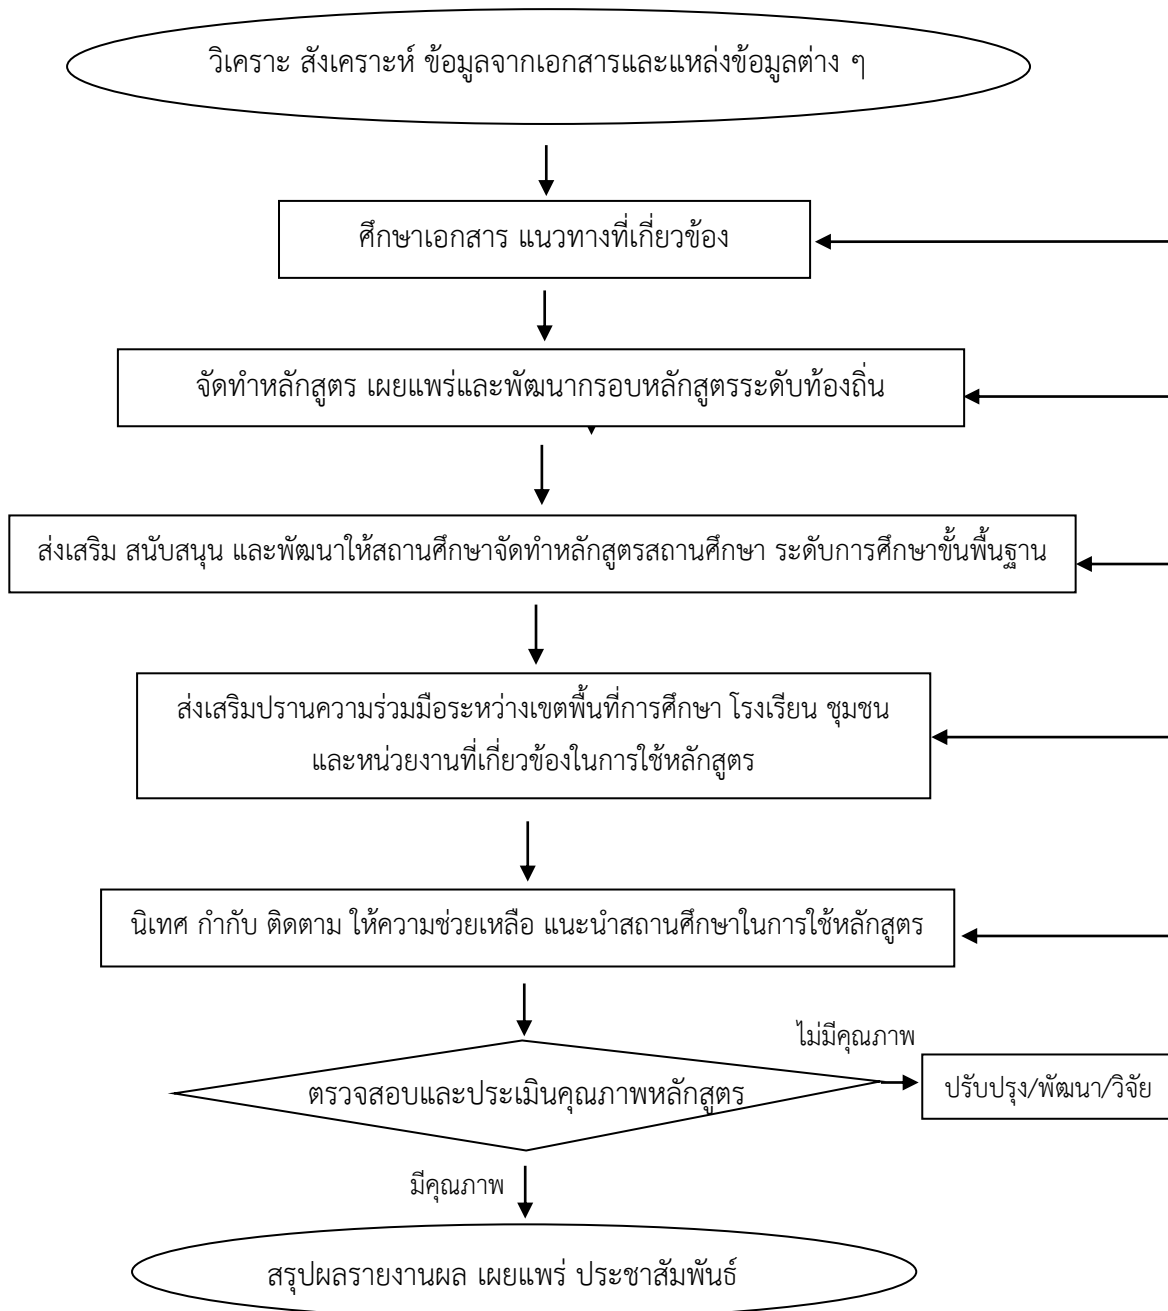 วิเคราะ สังเคราะห์ ข้อมูลจากเอกสารและแหล่งข้อมูลต่าง ๆ
ศึกษาเอกสาร แนวทางที่เกี่ยวข้อง
จัดทำหลักสูตร เผยแพร่และพัฒนากรอบหลักสูตรระดับท้องถิ่น
ส่งเสริม สนับสนุน และพัฒนาให้สถานศึกษาจัดทำหลักสูตรสถานศึกษา ระดับการศึกษาขั้นพื้นฐาน
ส่งเสริมปรานความร่วมมือระหว่างเขตพื้นที่การศึกษา โรงเรียน ชุมชน
และหน่วยงานที่เกี่ยวข้องในการใช้หลักสูตร
นิเทศ กำกับ ติดตาม ให้ความช่วยเหลือ แนะนำสถานศึกษาในการใช้หลักสูตร
ไม่มีคุณภาพ
ตรวจสอบและประเมินคุณภาพหลักสูตร
ปรับปรุง/พัฒนา/วิจัย
มีคุณภาพ
สรุปผลรายงานผล เผยแพร่ ประชาสัมพันธ์